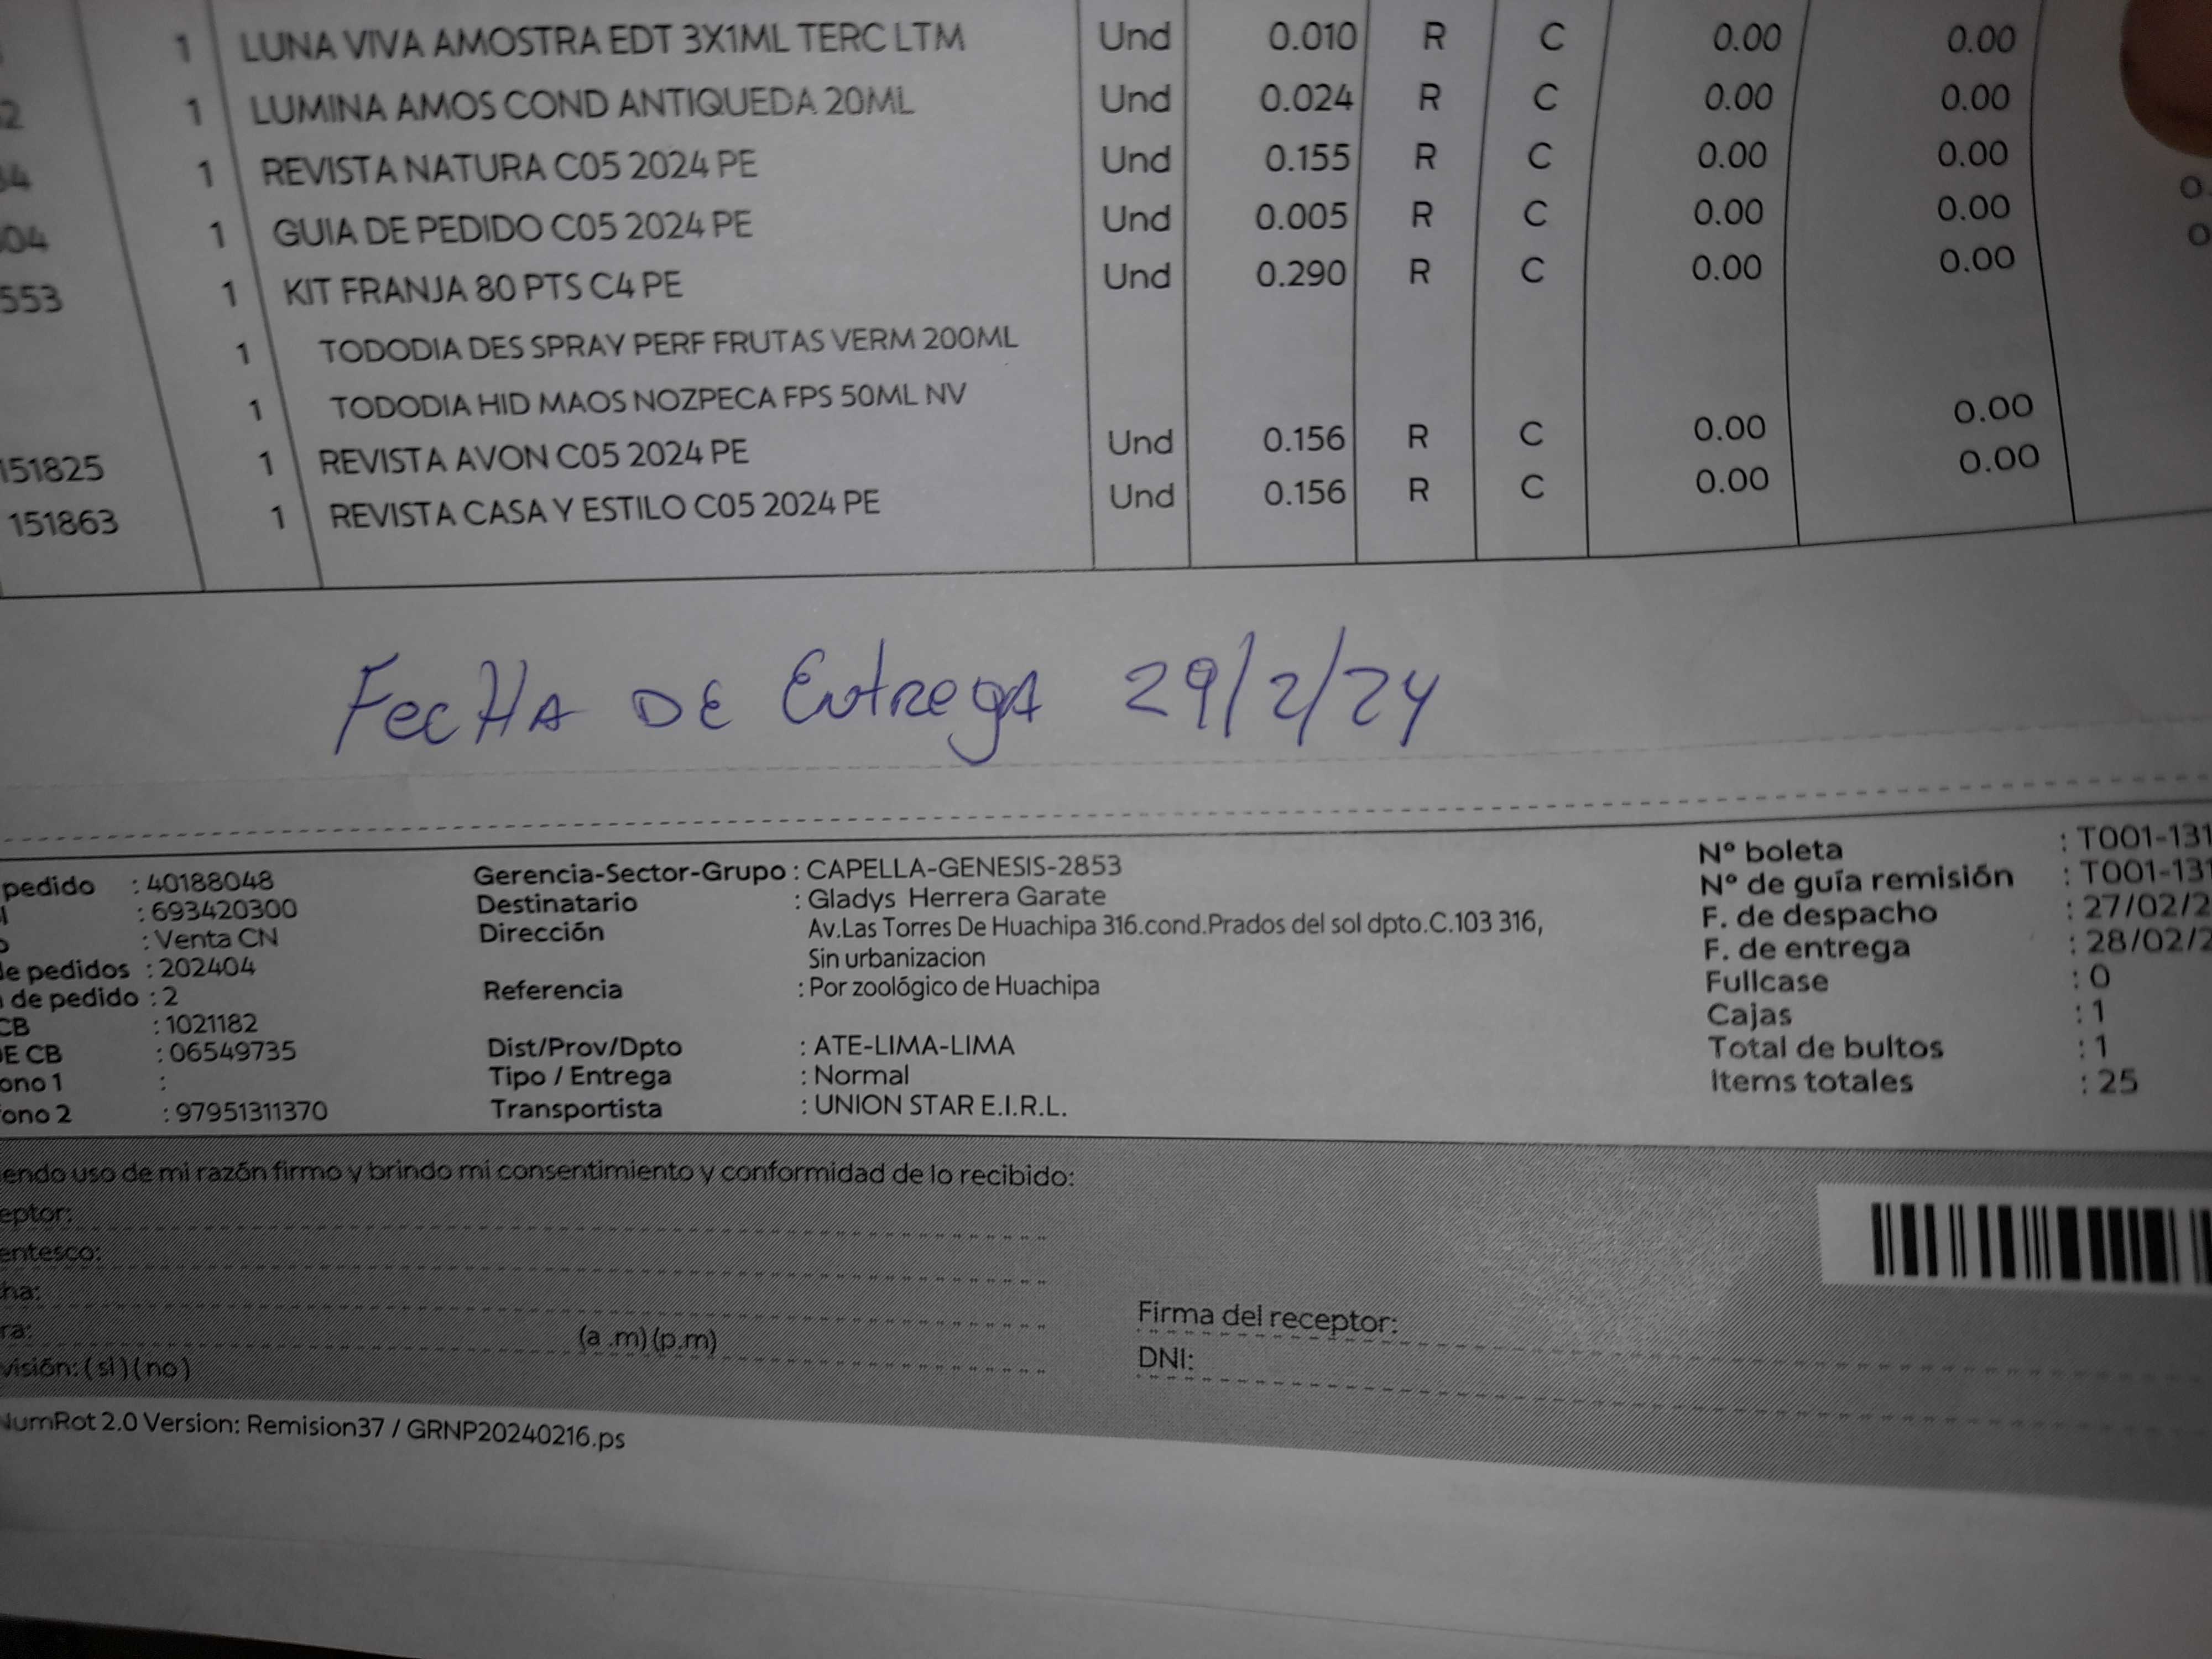 1 LUNA VIVA AMOSTRA EDT 3X1ML TERC LTM Und 0.010 R C 0.00 0.00
2 1 LUMINA AMOS COND ANTIQUEDA 20ML Und 0.024 R C 0.00 0.00
34 1 REVISTA NATURA C05 2024 PE Und 0.155 R C 0.00 0.00 0.
04 1 GUIA DE PEDIDO C05 2024 PE Und 0.005 R C 0.00 0.00 0
553 1 KIT FRANJA 80 PTS C4 PE Und 0.290 R C 0.00 0.00
1 TODODIA DES SPRAY PERF FRUTAS VERM 200ML
1 TODODIA HID MAOS NOZPECA FPS 50ML NV
151825 1 REVISTA AVON C05 2024 PE Und 0.156 R C 0.00 0.00
151863 1 REVISTA CASA Y ESTILO C05 2024 PE Und 0.156 R C 0.00 0.00
FecHA DE Entrega 29/2/24
pedido : 40188048
: 693420300
: Venta CN
de pedidos : 202404
de pedido : 2
CB : 1021182
E CB : 06549735
ono 1 :
ono 2 : 97951311370
Gerencia-Sector-Grupo : CAPELLA-GENESIS-2853
Destinatario : Gladys Herrera Garate
Dirección Av.Las Torres De Huachipa 316.cond.Prados del sol dpto.C.103 316,
Sin urbanizacion
Referencia : Por zoológico de Huachipa
Dist/Prov/Dpto : ATE-LIMA-LIMA
Tipo / Entrega : Normal
Transportista : UNION STAR E.I.R.L.
Nº boleta : T001-131
Nº de guía remisión : T001-131
F. de despacho : 27/02/2
F. de entrega : 28/02/2
Fullcase : 0
Cajas : 1
Total de bultos : 1
Items totales : 25
endo uso de mi razón firmo y brindo mi consentimiento y conformidad de lo recibido:
eptor:
entesco:
ha:
ra: (a .m) (p.m)
visión: ( si ) ( no )
Firma del receptor:
DNI:
NumRot 2.0 Version: Remision37 / GRNP20240216.ps